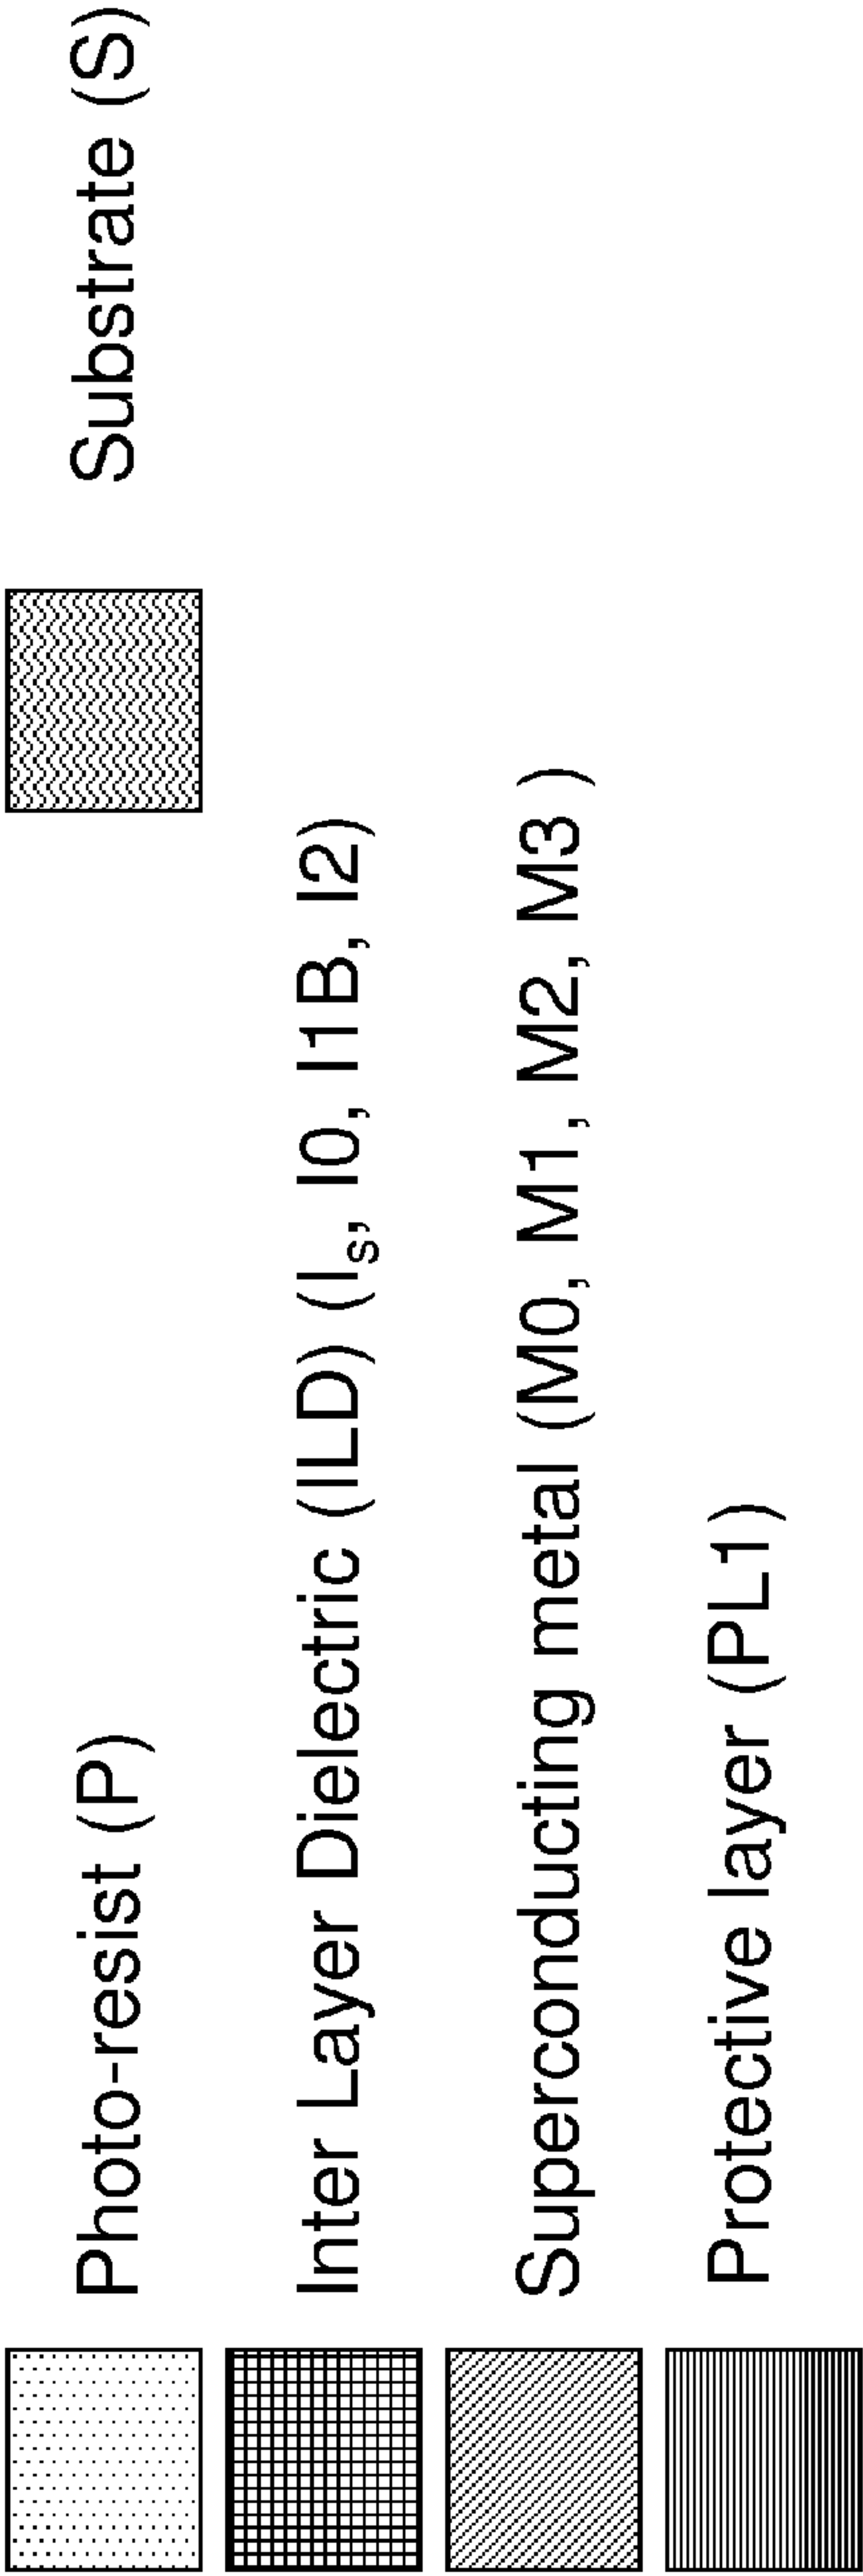 Photo-resist (P)
Substrate (S)
Inter Layer Dielectric (ILD) (Is, I0, I1B, I2)
Superconducting metal (M0, M1, M2, M3 )
Protective layer (PL1)